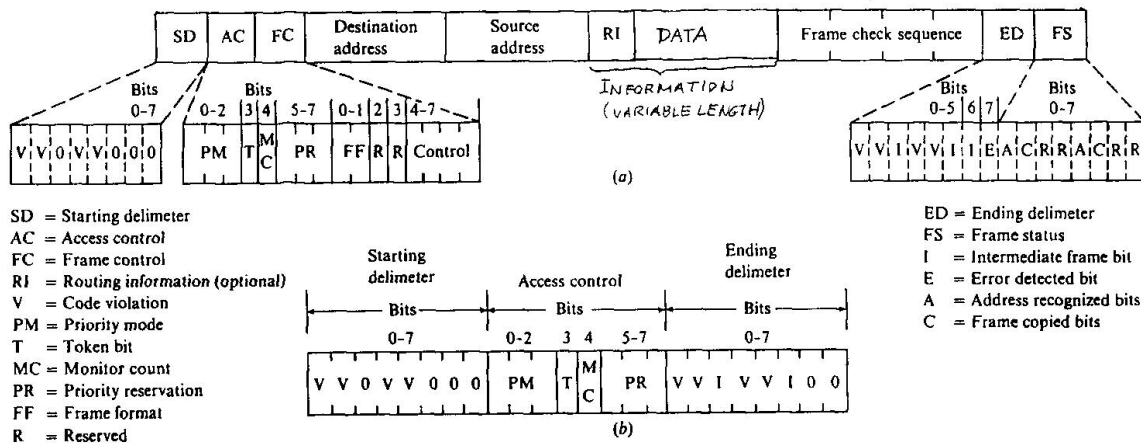 SD AC FC Destination address Source address RI DATA Frame check sequence ED FS
INFORMATION
(VARIABLE LENGTH)
Bits
0-7
Bits
0-2 3 4 5-7 0-1 2 3 4-7
V V 0 V V 0 0 0
PM T MC PR FF R R Control
Bits
0-5 6 7 0-7
V V I V V I I E A C R R A C R R
(a)
SD = Starting delimeter
AC = Access control
FC = Frame control
RI = Routing information (optional)
V = Code violation
PM = Priority mode
T = Token bit
MC = Monitor count
PR = Priority reservation
FF = Frame format
R = Reserved
Starting delimeter
Access control
Ending delimeter
Bits Bits Bits
0-7 0-2 3 4 5-7 0-7
V V 0 V V 0 0 0 PM T MC PR V V I V V I 0 0
(b)
ED = Ending delimeter
FS = Frame status
I = Intermediate frame bit
E = Error detected bit
A = Address recognized bits
C = Frame copied bits